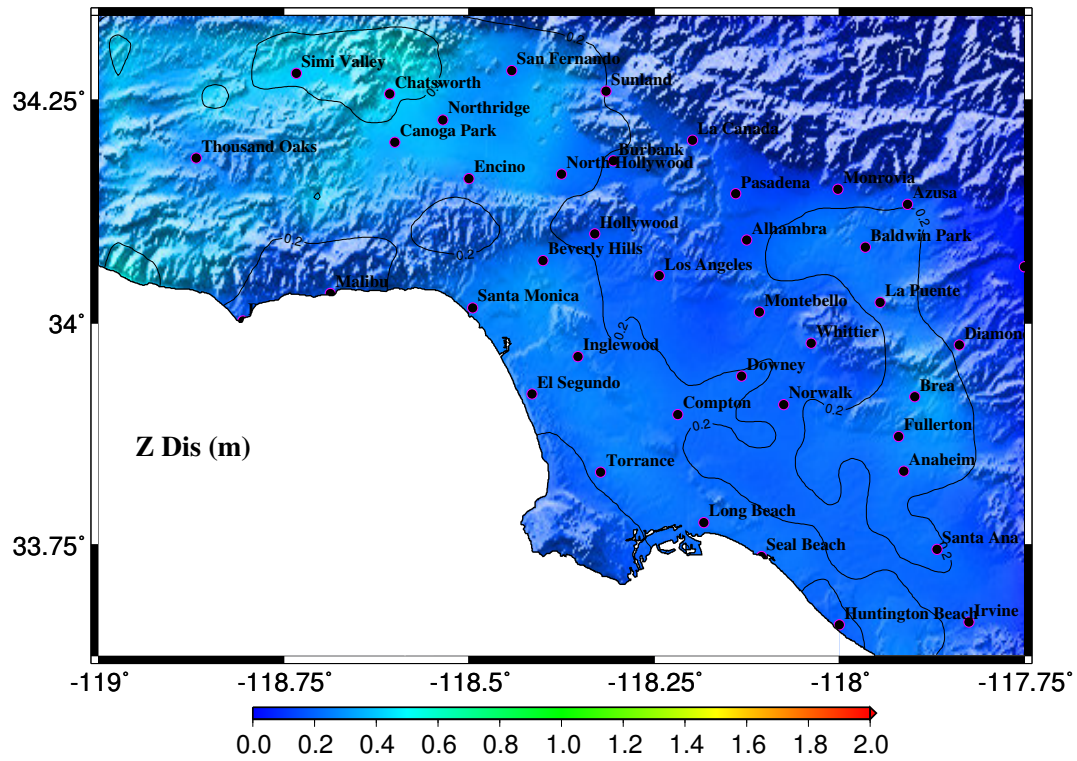 0.2
San Fernando
Simi Valley
Chatsworth
Sunland
34.25°
Northridge
Canoga Park
La Canada
Thousand Oaks
Burbank
North Hollywood
Encino
Pasadena
Monrovia
Azusa
0.2
Hollywood
Alhambra
Baldwin Park
0.2
0.2
Beverly Hills
Los Angeles
Malibu
Santa Monica
La Puente
Montebello
34°
0.2
Whittier
Diamon
Inglewood
Downey
El Segundo
Brea
Norwalk
Compton
0.2
0.2
Fullerton
Z Dis (m)
Torrance
Anaheim
Long Beach
33.75°
Seal Beach
Santa Ana
Huntington Beach
Irvine
-119° -118.75° -118.5° -118.25° -118° -117.75°
0.0 0.2 0.4 0.6 0.8 1.0 1.2 1.4 1.6 1.8 2.0